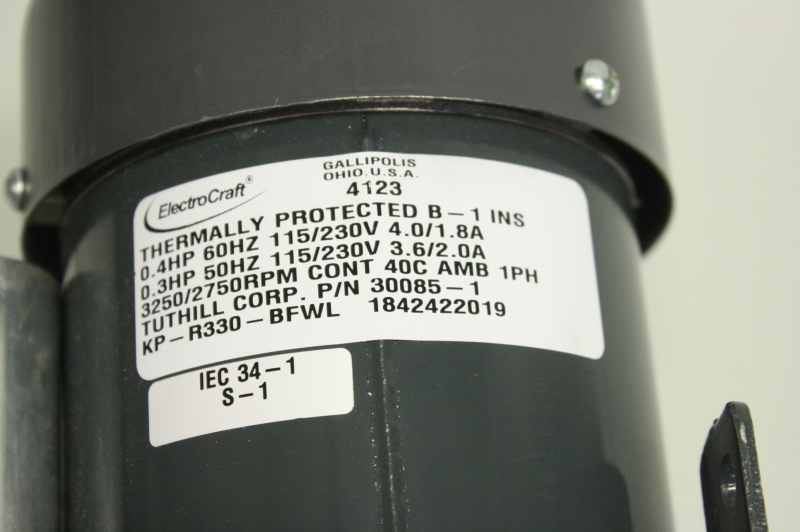 ElectroCraft®
GALLIPOLIS
OHIO. U.S.A.
4123
THERMALLY PROTECTED B-1 INS
0.4HP 60HZ 115/230V 4.0/1.8A
0.3HP 50HZ 115/230V 3.6/2.0A
3250/2750RPM CONT 40C AMB 1PH
TUTHILL CORP. P/N 30085-1
KP-R330-BFWL 1842422019
IEC 34-1
S-1